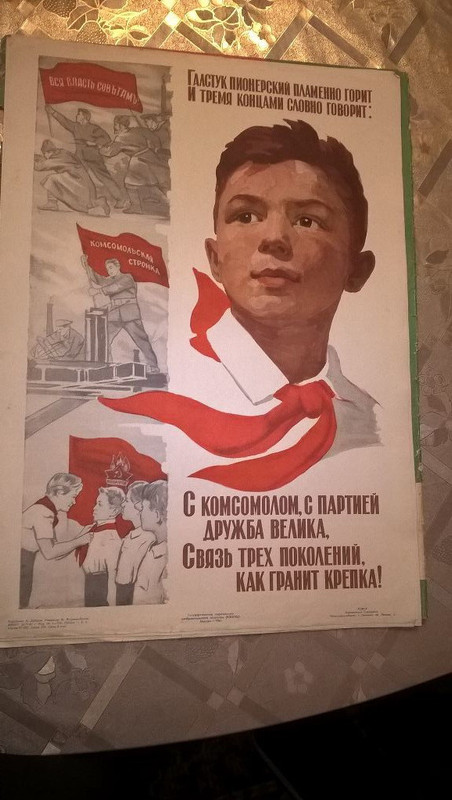 ВСЯ ВЛАСТЬ СОВѢТАМЪ
ГАЛСТУК ПИОНЕРСКИЙ ПЛАМЕННО ГОРИТ
И ТРЕМЯ КОНЦАМИ СЛОВНО ГОВОРИТ:
КОМСОМОЛЬСКАЯ
СТРОЙКА
С КОМСОМОЛОМ, С ПАРТИЕЙ
ДРУЖБА ВЕЛИКА,
СВЯЗЬ ТРЕХ ПОКОЛЕНИЙ,
КАК ГРАНИТ КРЕПКА!